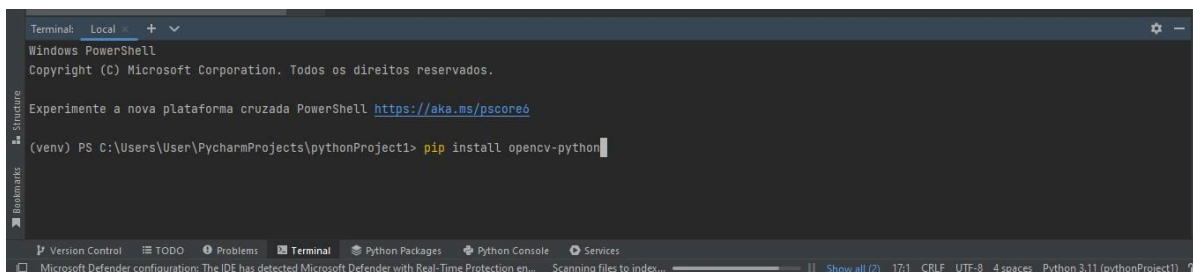 Terminal: Local × + ∨
Windows PowerShell
Copyright (C) Microsoft Corporation. Todos os direitos reservados.
Experimente a nova plataforma cruzada PowerShell https://aka.ms/pscore6
(venv) PS C:\Users\User\PycharmProjects\pythonProject1> pip install opencv-python
Structure
Bookmarks
Version Control TODO Problems Terminal Python Packages Python Console Services
Microsoft Defender configuration: The IDE has detected Microsoft Defender with Real-Time Protection en... Scanning files to index... Show all (2) 17:1 CRLF UTF-8 4 spaces Python 3.11 (pythonProject1)